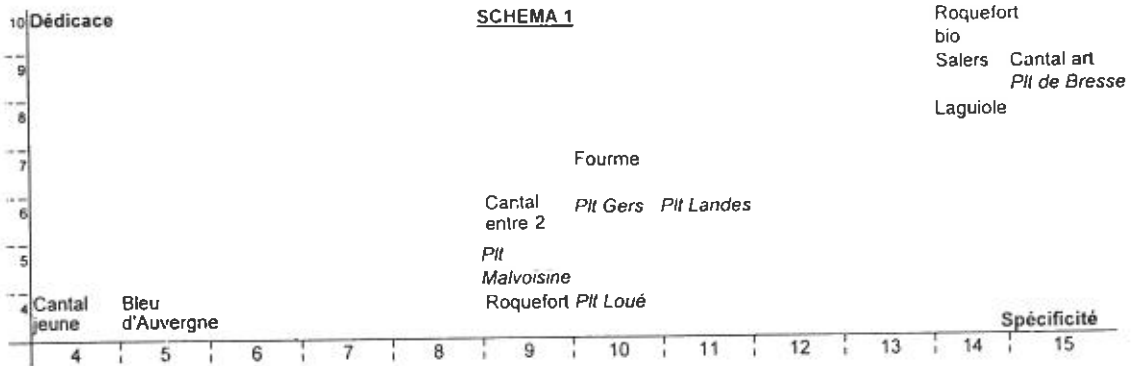 10 Dédicace
SCHEMA 1
Roquefort
bio
9
Salers Cantal art
Plt de Bresse
8
Laguiole
7
Fourme
6
Cantal
entre 2
Plt Gers Plt Landes
5
Plt
Malvoisine
4
Cantal
jeune
Bleu
d'Auvergne
Roquefort Plt Loué
Spécificité
4 5 6 7 8 9 10 11 12 13 14 15